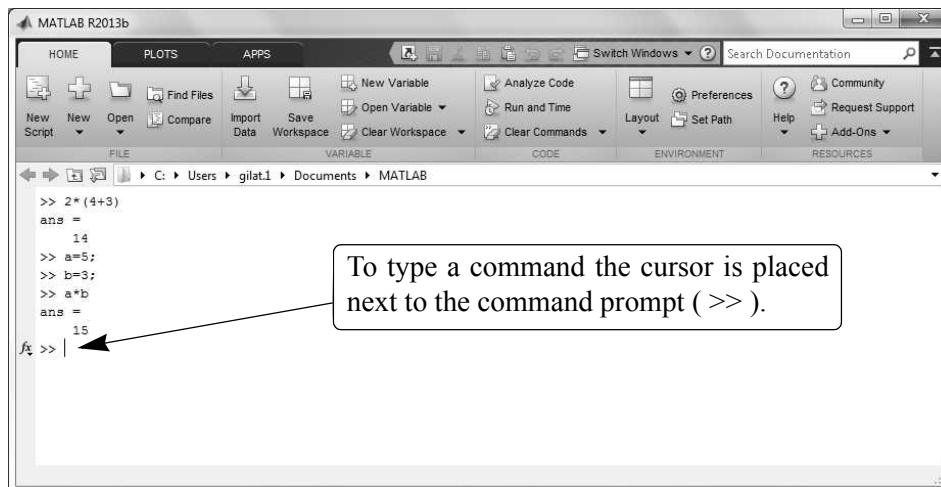 MATLAB R2013b
HOME PLOTS APPS Switch Windows ? Search Documentation
New Script
New
Open
Find Files
Compare
Import Data
Save Workspace
New Variable
Open Variable
Clear Workspace
Analyze Code
Run and Time
Clear Commands
Layout
Preferences
Set Path
? Help
Community
Request Support
Add-Ons
FILE VARIABLE CODE ENVIRONMENT RESOURCES
C: Users gilat.1 Documents MATLAB
>> 2*(4+3)
ans =
14
>> a=5;
>> b=3;
>> a*b
ans =
15
fx >>
To type a command the cursor is placed
next to the command prompt ( >> ).